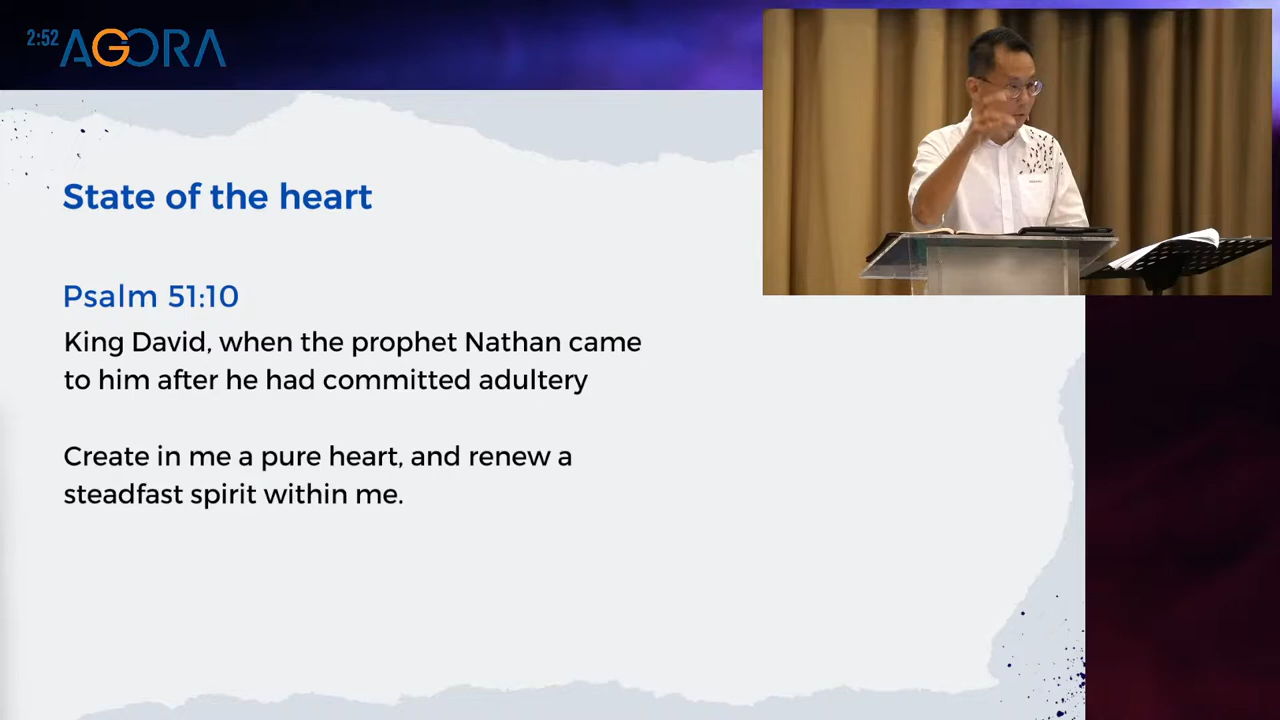 2:52 AGORA
State of the heart
Psalm 51:10
King David, when the prophet Nathan came
to him after he had committed adultery
Create in me a pure heart, and renew a
steadfast spirit within me.